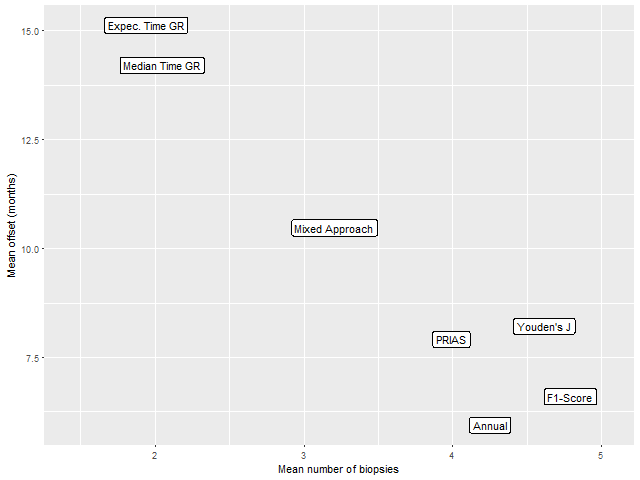 15.0
12.5
10.0
7.5
Mean offset (months)
Expec. Time GR
Median Time GR
Mixed Approach
Youden's J
PRIAS
F1-Score
Annual
2 3 4 5
Mean number of biopsies